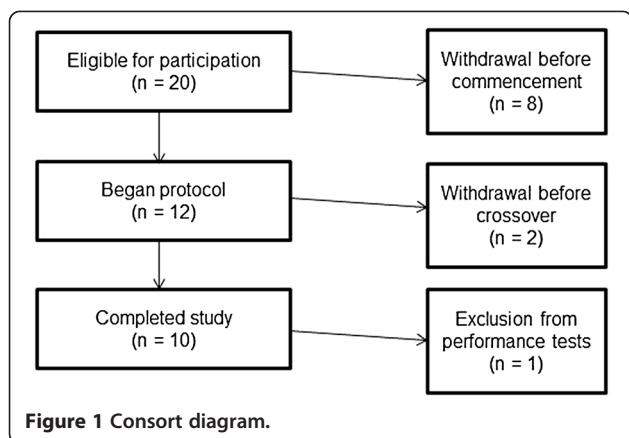 Eligible for participation
(n = 20)
Withdrawal before
commencement
(n = 8)
Began protocol
(n = 12)
Withdrawal before
crossover
(n = 2)
Completed study
(n = 10)
Exclusion from
performance tests
(n = 1)
Figure 1 Consort diagram.